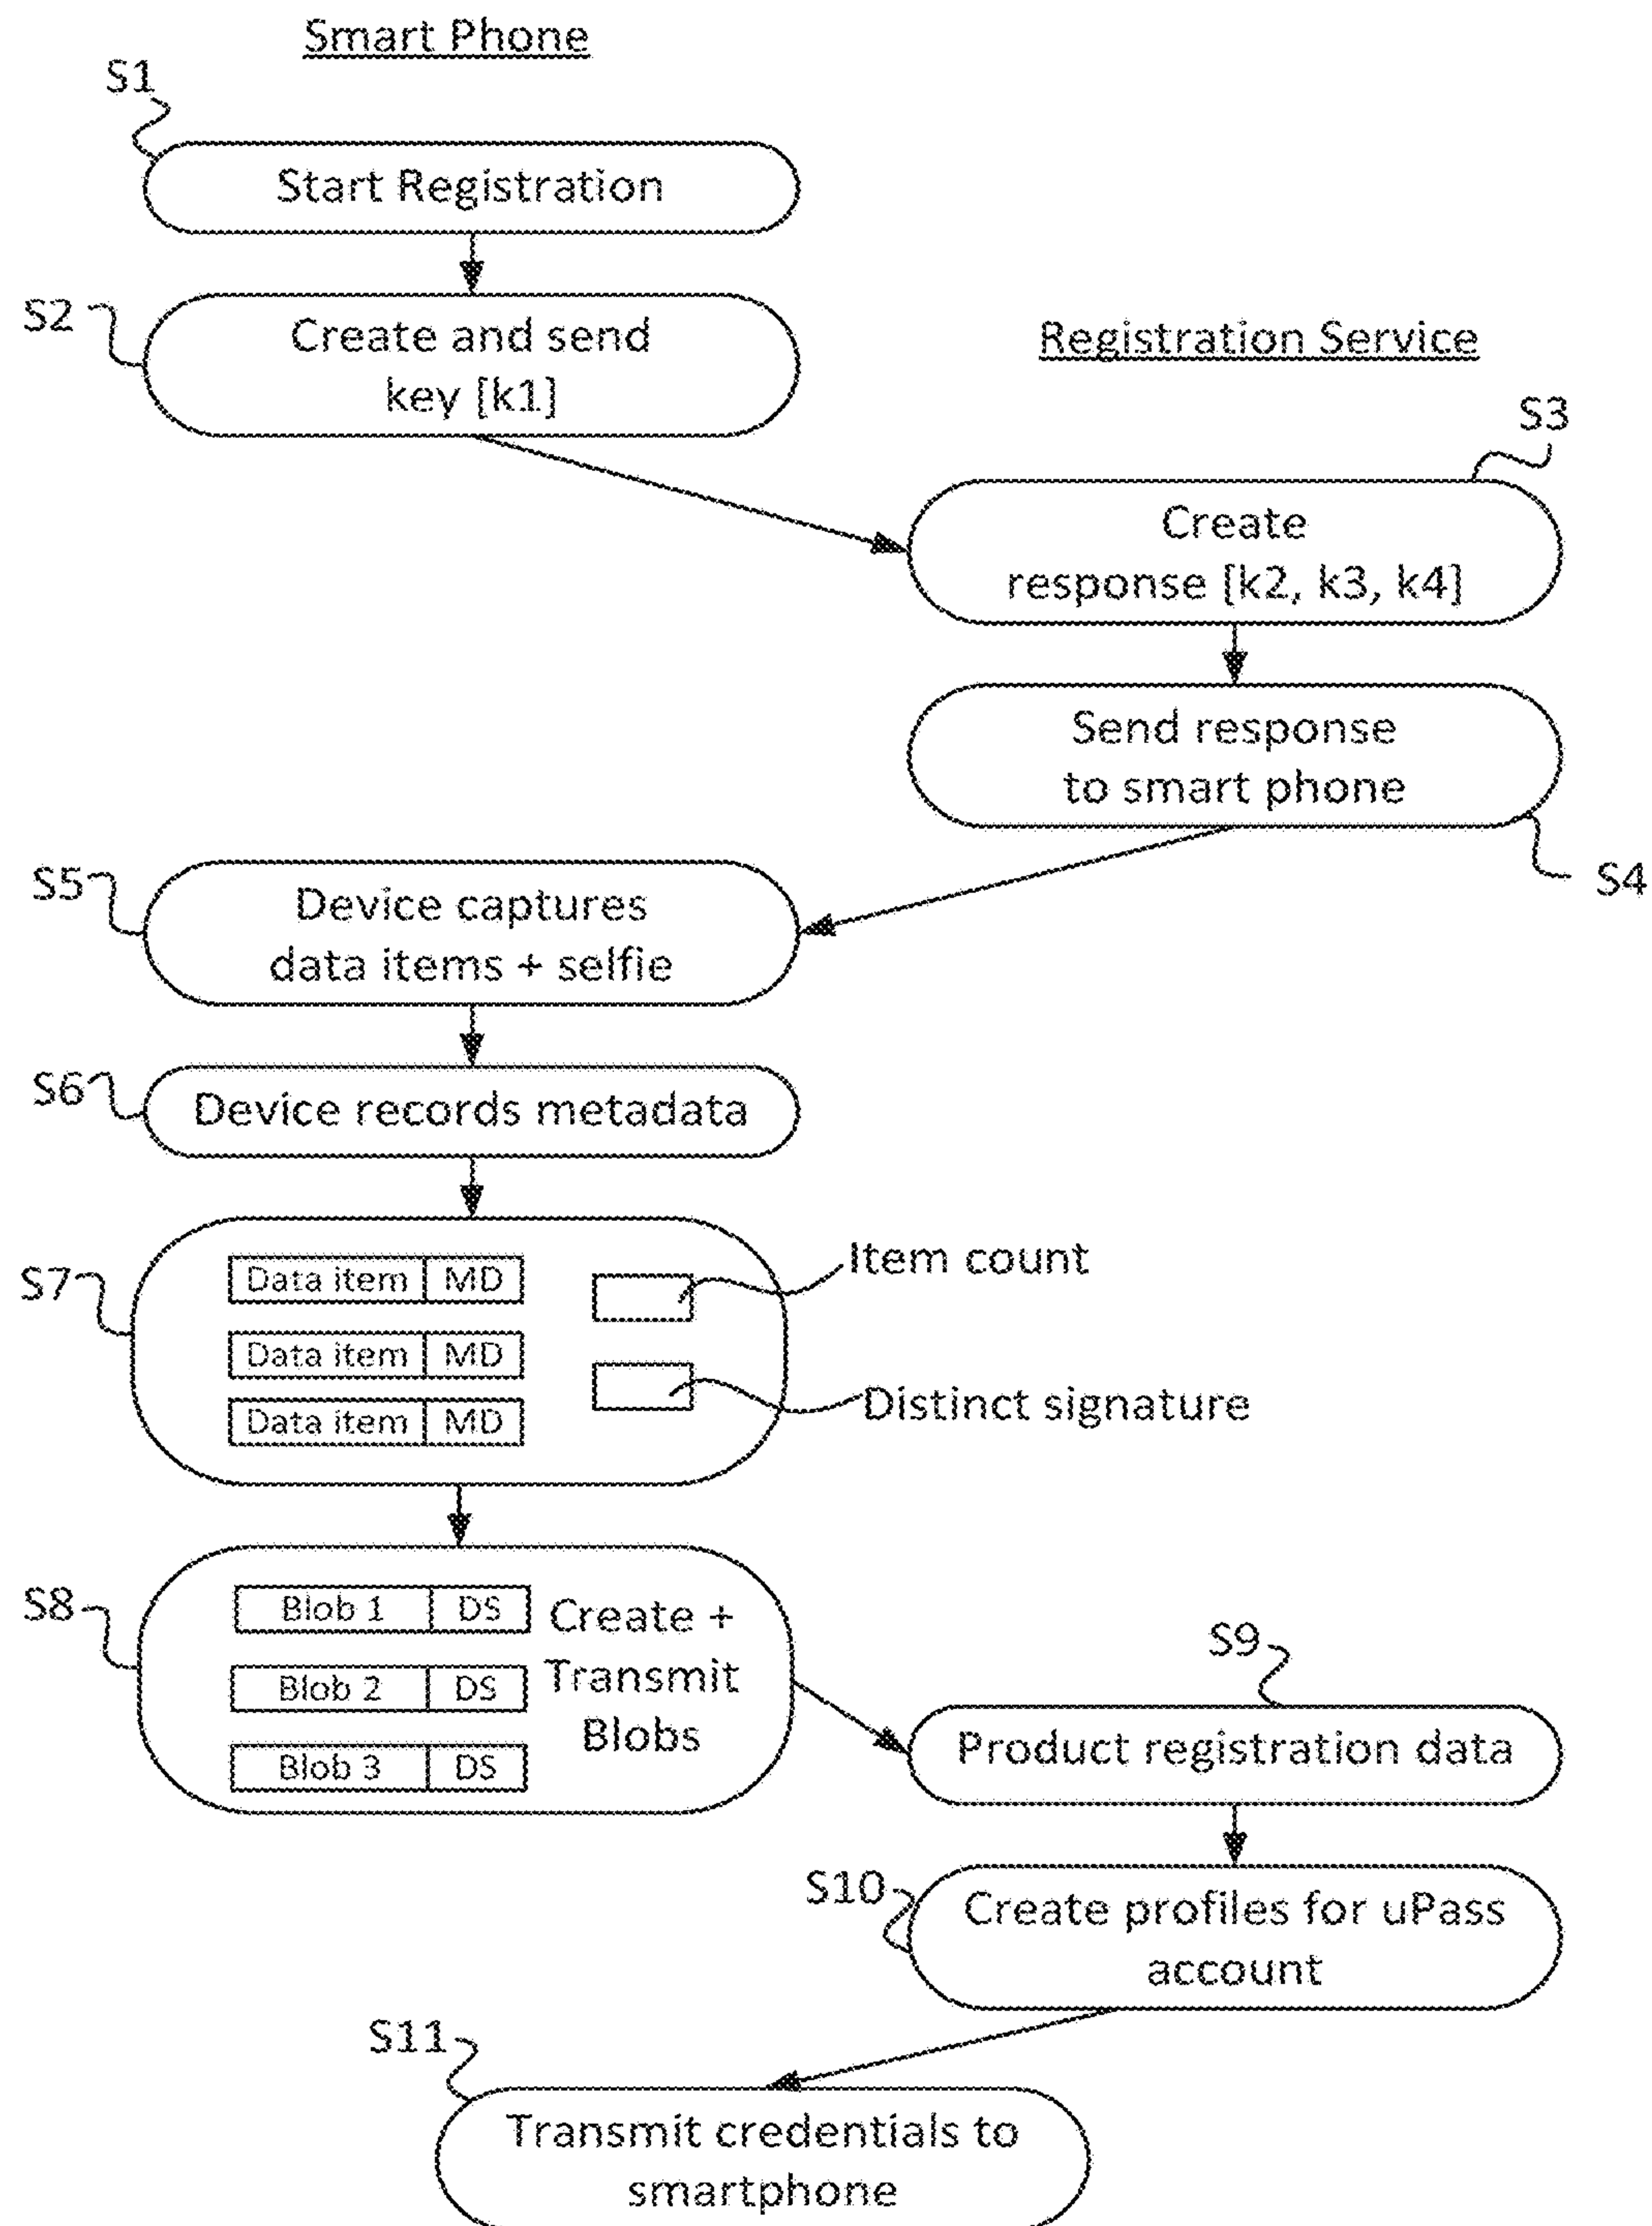 Smart Phone
S1
Start Registration
S2
Create and send
key [k1]
Registration Service
S3
Create
response [k2, k3, k4]
Send response
to smart phone
S4
S5
Device captures
data items + selfie
S6
Device records metadata
S7
Data item MD
Data item MD
Data item MD
Item count
Distinct signature
S8
Blob 1 DS
Blob 2 DS
Blob 3 DS
Create +
Transmit
Blobs
S9
Product registration data
S10
Create profiles for uPass
account
S11
Transmit credentials to
smartphone